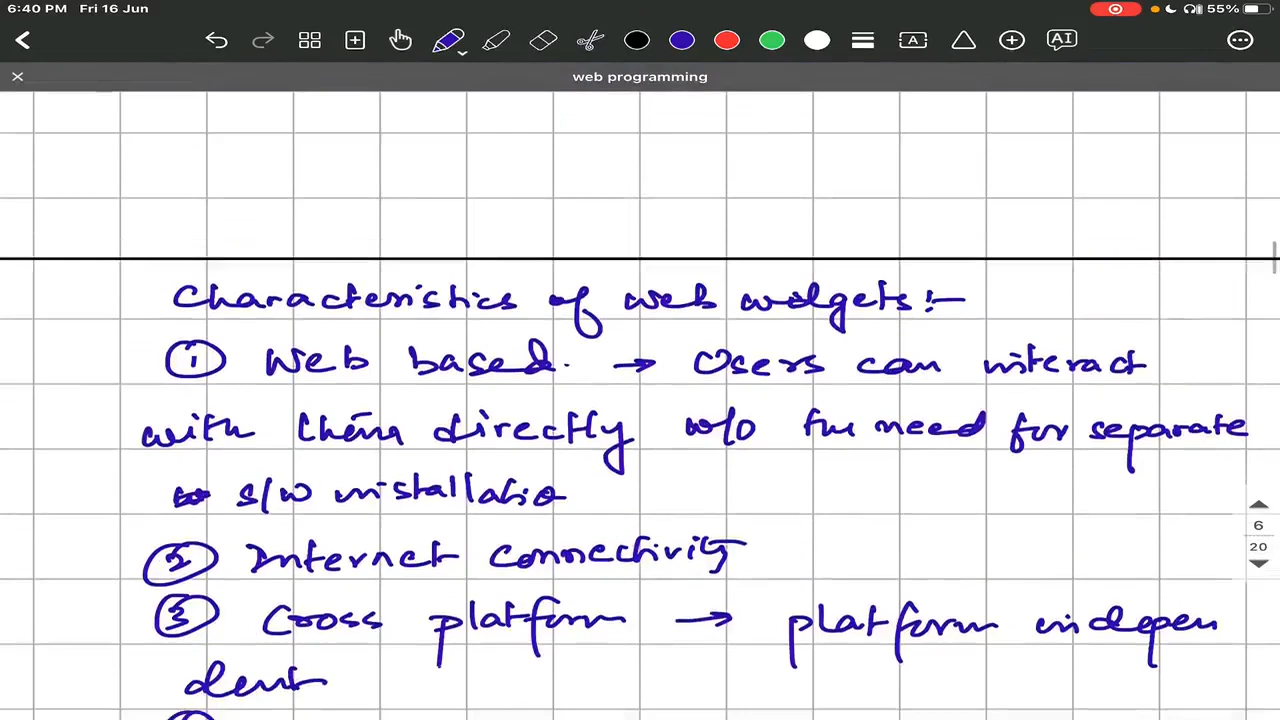 6:40 PM Fri 16 Jun
55%
A
AI
web programming
Characteristics of web widgets:-
① Web based. → Users can interact
with them directly w/o the need for separate
s/w installatio
② Internet connectivity
③ Cross platform → platform indepen
dent
6
20